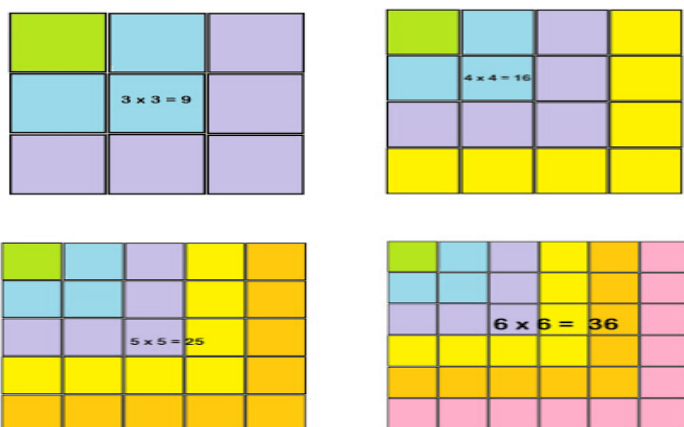 3 x 3 = 9
4 x 4 = 16
5 x 5 = 25
6 x 6 = 36